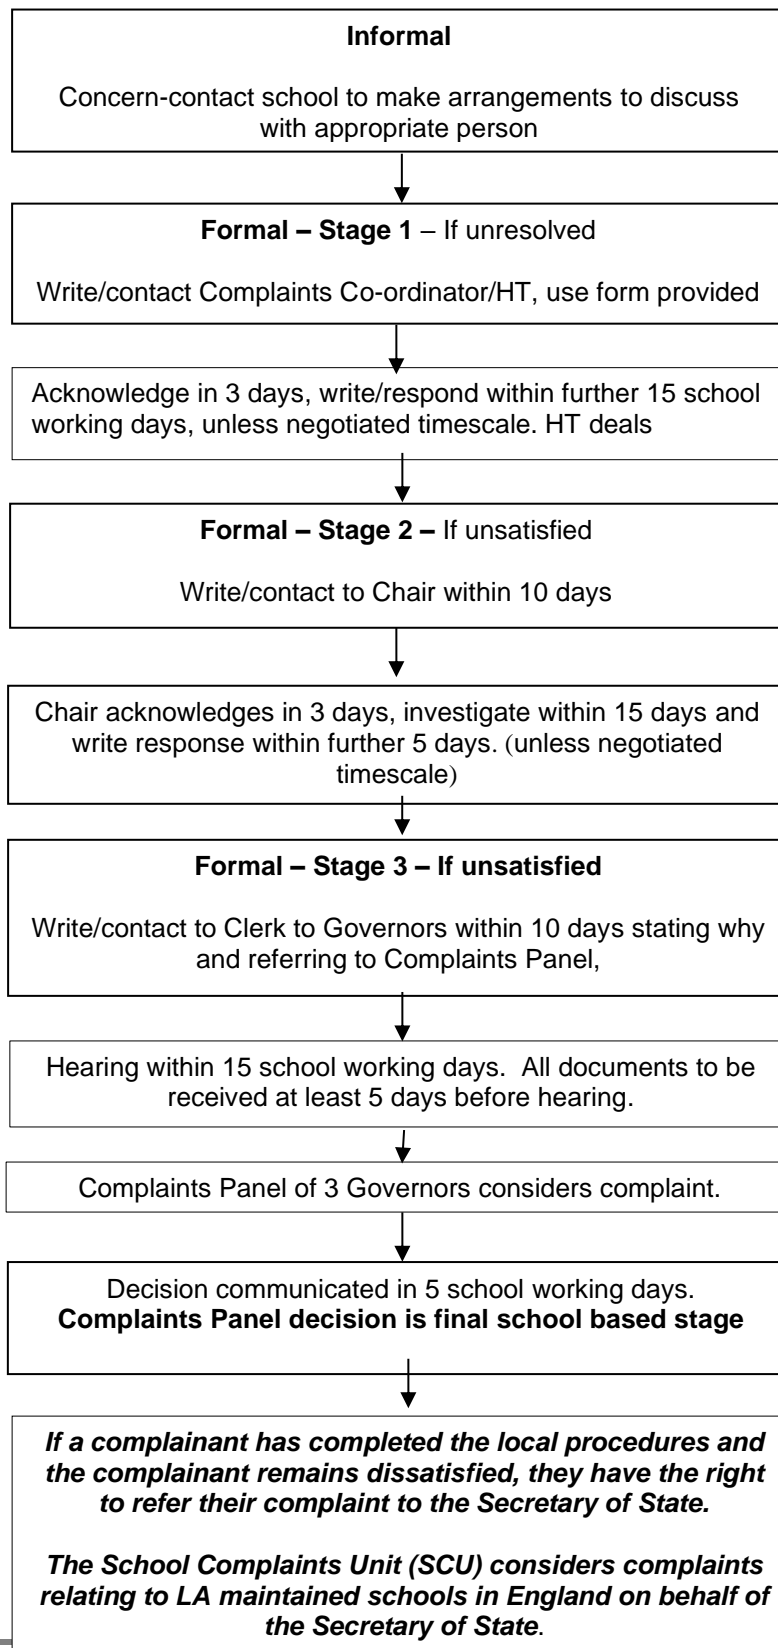 Informal
Concern-contact school to make arrangements to discuss
with appropriate person
Formal – Stage 1 – If unresolved
Write/contact Complaints Co-ordinator/HT, use form provided
Acknowledge in 3 days, write/respond within further 15 school
working days, unless negotiated timescale. HT deals
Formal – Stage 2 – If unsatisfied
Write/contact to Chair within 10 days
Chair acknowledges in 3 days, investigate within 15 days and
write response within further 5 days. (unless negotiated
timescale)
Formal – Stage 3 – If unsatisfied
Write/contact to Clerk to Governors within 10 days stating why
and referring to Complaints Panel,
Hearing within 15 school working days.  All documents to be
received at least 5 days before hearing.
Complaints Panel of 3 Governors considers complaint.
Decision communicated in 5 school working days.
Complaints Panel decision is final school based stage
If a complainant has completed the local procedures and
the complainant remains dissatisfied, they have the right
to refer their complaint to the Secretary of State.
The School Complaints Unit (SCU) considers complaints
relating to LA maintained schools in England on behalf of
the Secretary of State.